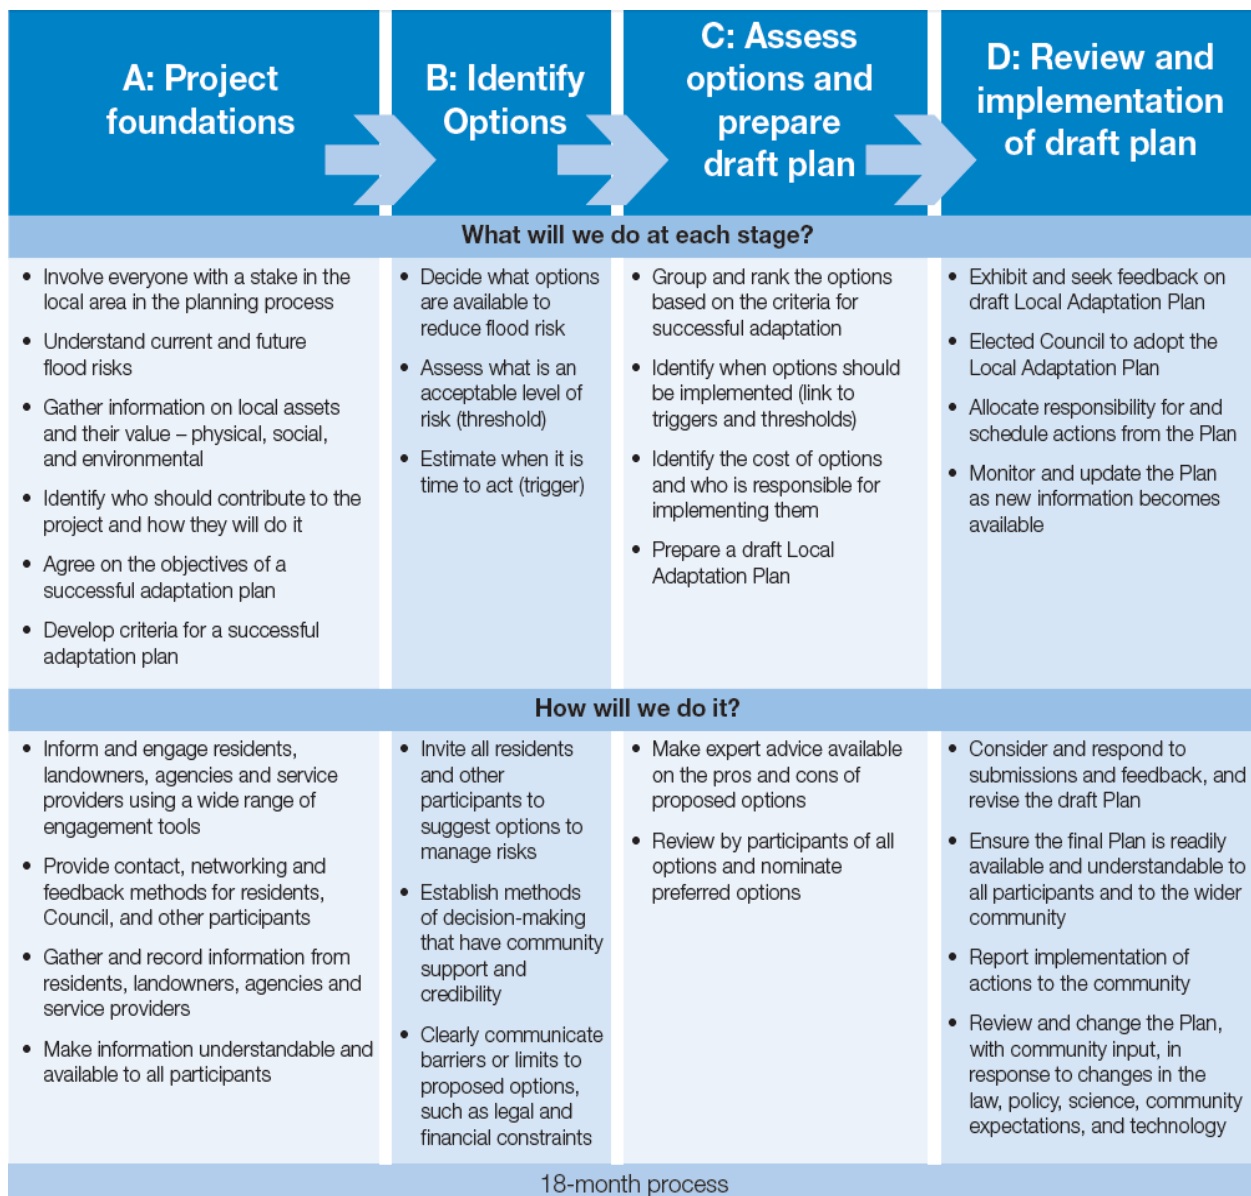 A: Project
foundations
B: Identify
Options
C: Assess
options and
prepare
draft plan
D: Review and
implementation
of draft plan
What will we do at each stage?
• Involve everyone with a stake in the
local area in the planning process
• Understand current and future
flood risks
• Gather information on local assets
and their value – physical, social,
and environmental
• Identify who should contribute to the
project and how they will do it
• Agree on the objectives of a
successful adaptation plan
• Develop criteria for a successful
adaptation plan
• Decide what options
are available to
reduce flood risk
• Assess what is an
acceptable level of
risk (threshold)
• Estimate when it is
time to act (trigger)
• Group and rank the options
based on the criteria for
successful adaptation
• Identify when options should
be implemented (link to
triggers and thresholds)
• Identify the cost of options
and who is responsible for
implementing them
• Prepare a draft Local
Adaptation Plan
• Exhibit and seek feedback on
draft Local Adaptation Plan
• Elected Council to adopt the
Local Adaptation Plan
• Allocate responsibility for and
schedule actions from the Plan
• Monitor and update the Plan
as new information becomes
available
How will we do it?
• Inform and engage residents,
landowners, agencies and service
providers using a wide range of
engagement tools
• Provide contact, networking and
feedback methods for residents,
Council, and other participants
• Gather and record information from
residents, landowners, agencies and
service providers
• Make information understandable and
available to all participants
• Invite all residents
and other
participants to
suggest options to
manage risks
• Establish methods
of decision-making
that have community
support and
credibility
• Clearly communicate
barriers or limits to
proposed options,
such as legal and
financial constraints
• Make expert advice available
on the pros and cons of
proposed options
• Review by participants of all
options and nominate
preferred options
• Consider and respond to
submissions and feedback, and
revise the draft Plan
• Ensure the final Plan is readily
available and understandable to
all participants and to the wider
community
• Report implementation of
actions to the community
• Review and change the Plan,
with community input, in
response to changes in the
law, policy, science, community
expectations, and technology
18-month process